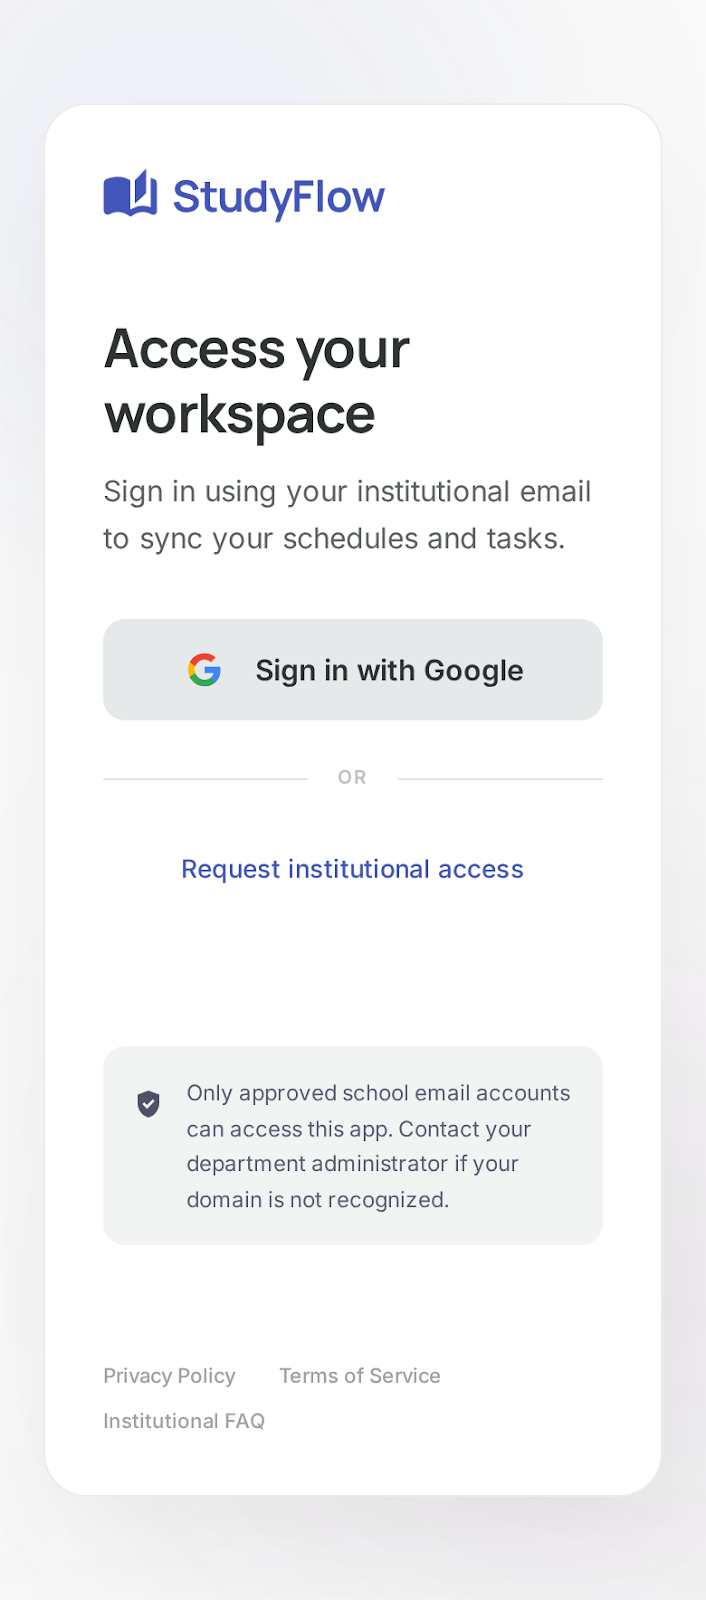 StudyFlow
Access your
workspace
Sign in using your institutional email
to sync your schedules and tasks.
Sign in with Google
OR
Request institutional access
Only approved school email accounts
can access this app. Contact your
department administrator if your
domain is not recognized.
Privacy Policy Terms of Service
Institutional FAQ